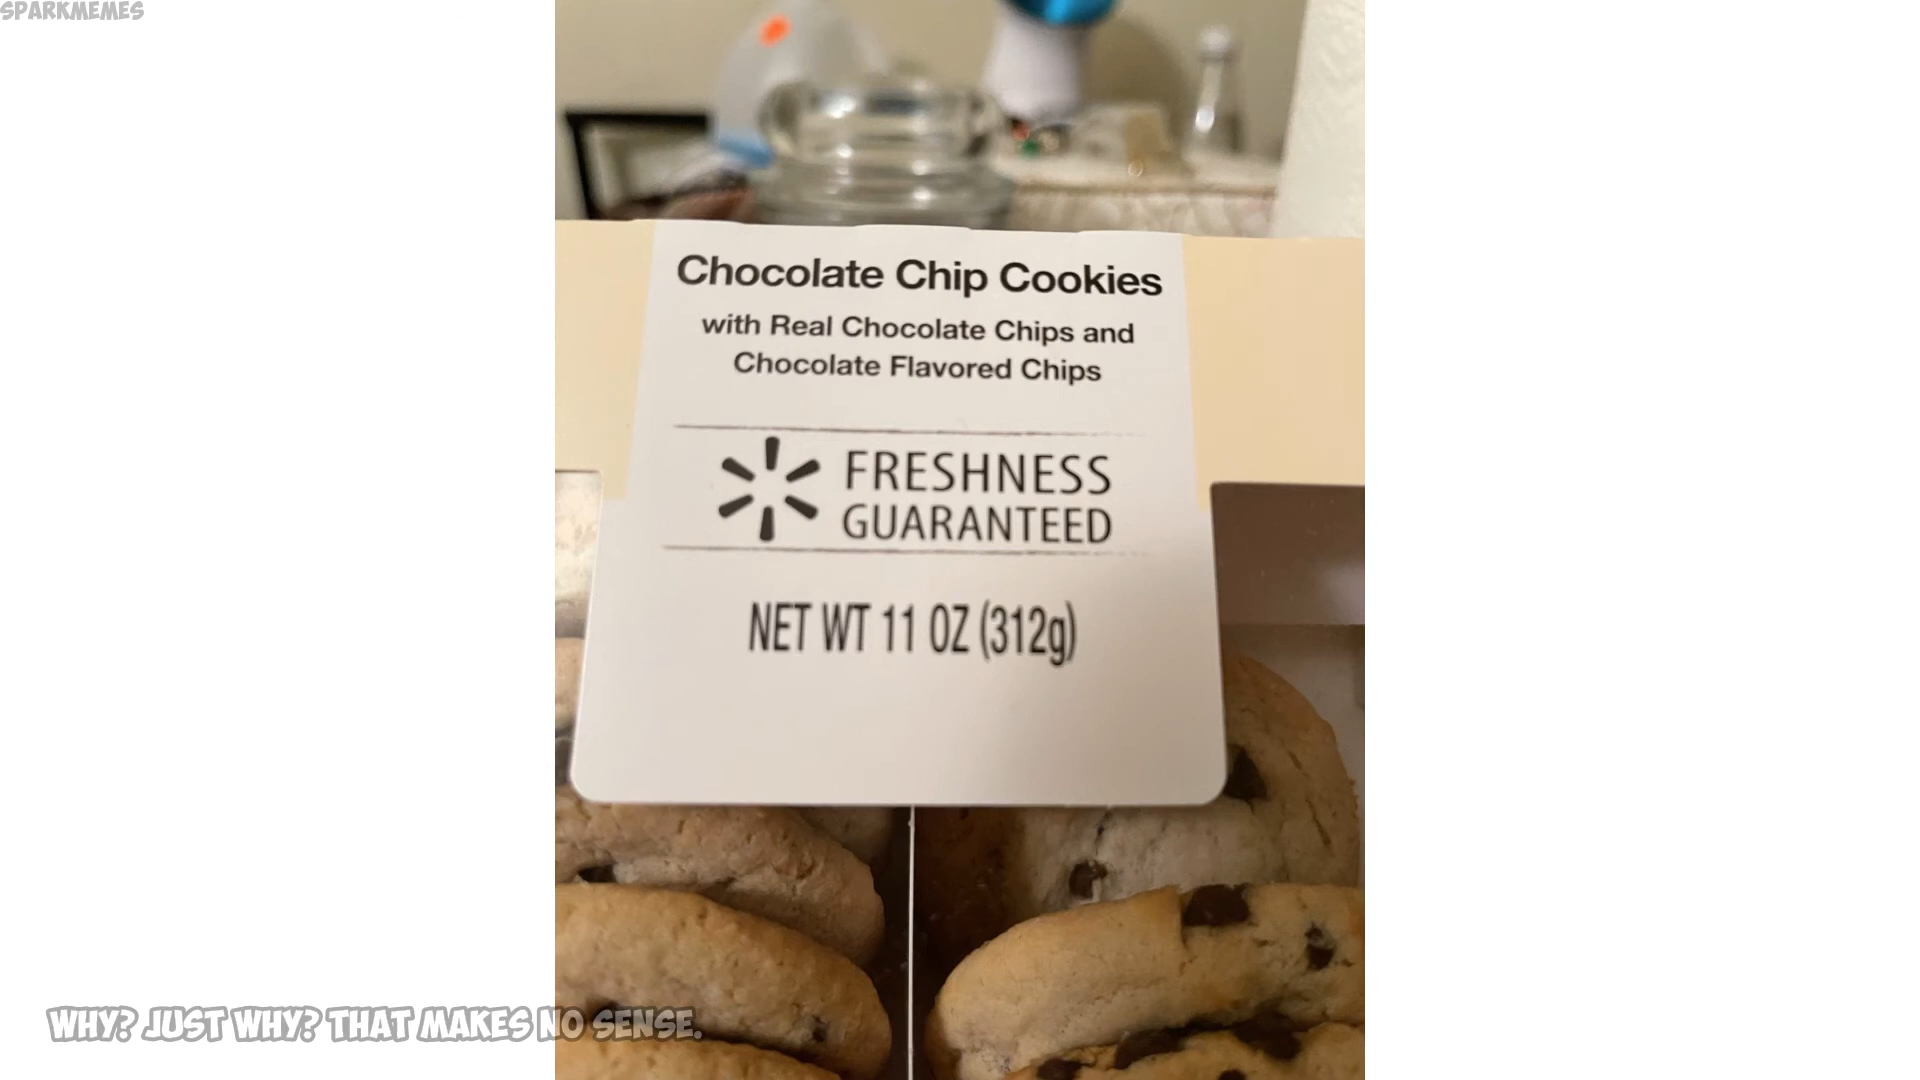 SPARKMEMES
Chocolate Chip Cookies
with Real Chocolate Chips and
Chocolate Flavored Chips
FRESHNESS
GUARANTEED
NET WT 11 OZ (312g)
WHY? JUST WHY? THAT MAKES NO SENSE.